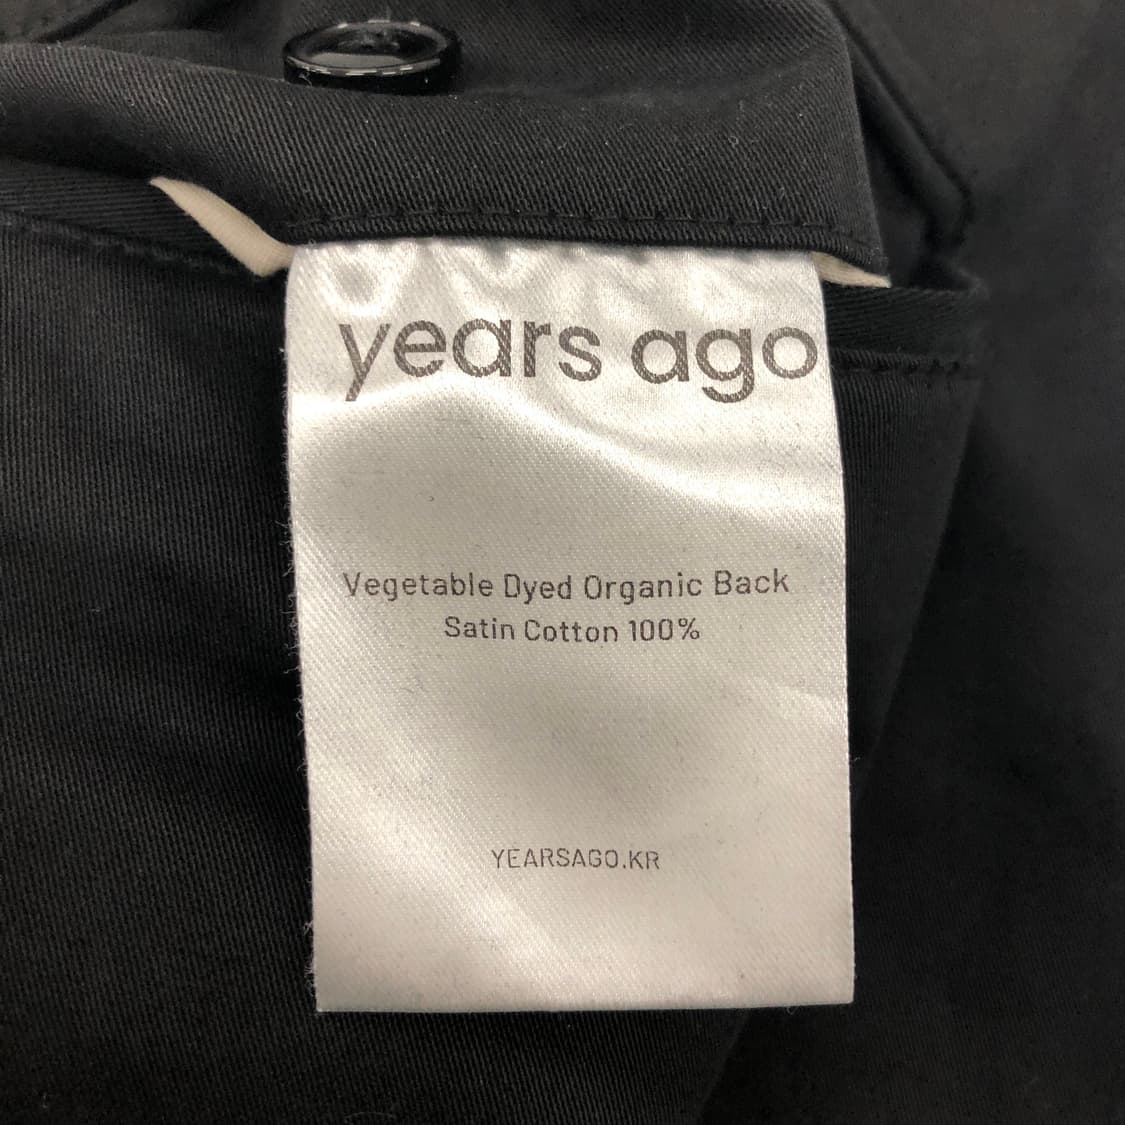 years ago
Vegetable Dyed Organic Back
Satin Cotton 100%
YEARSAGO.KR